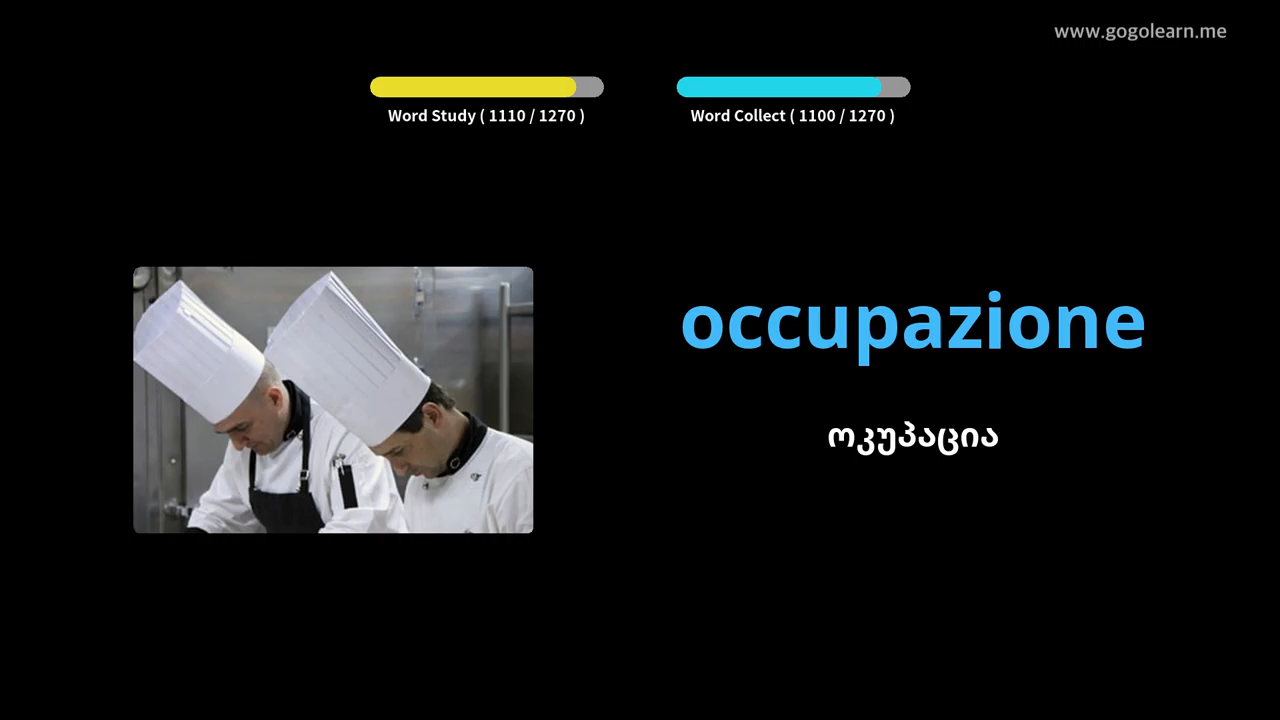 www.gogolearn.me
Word Study ( 1110 / 1270 )
Word Collect ( 1100 / 1270 )
occupazione
ოკუპაცია